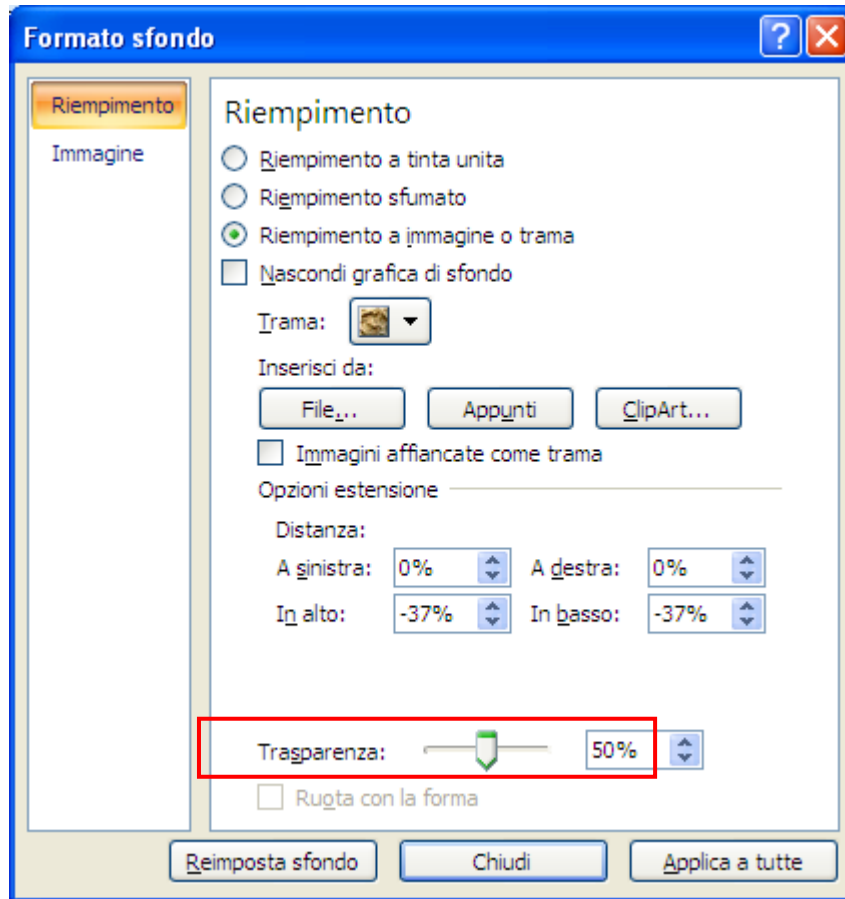 Formato sfondo
Riempimento
Immagine
Riempimento
Riempimento a tinta unita
Riempimento sfumato
Riempimento a immagine o trama
Nascondi grafica di sfondo
Trama:
Inserisci da:
File... Appunti ClipArt...
Immagini affiancate come trama
Opzioni estensione
Distanza:
A sinistra: 0% A destra: 0%
In alto: -37% In basso: -37%
Trasparenza: 50%
Ruota con la forma
Reimposta sfondo Chiudi Applica a tutte